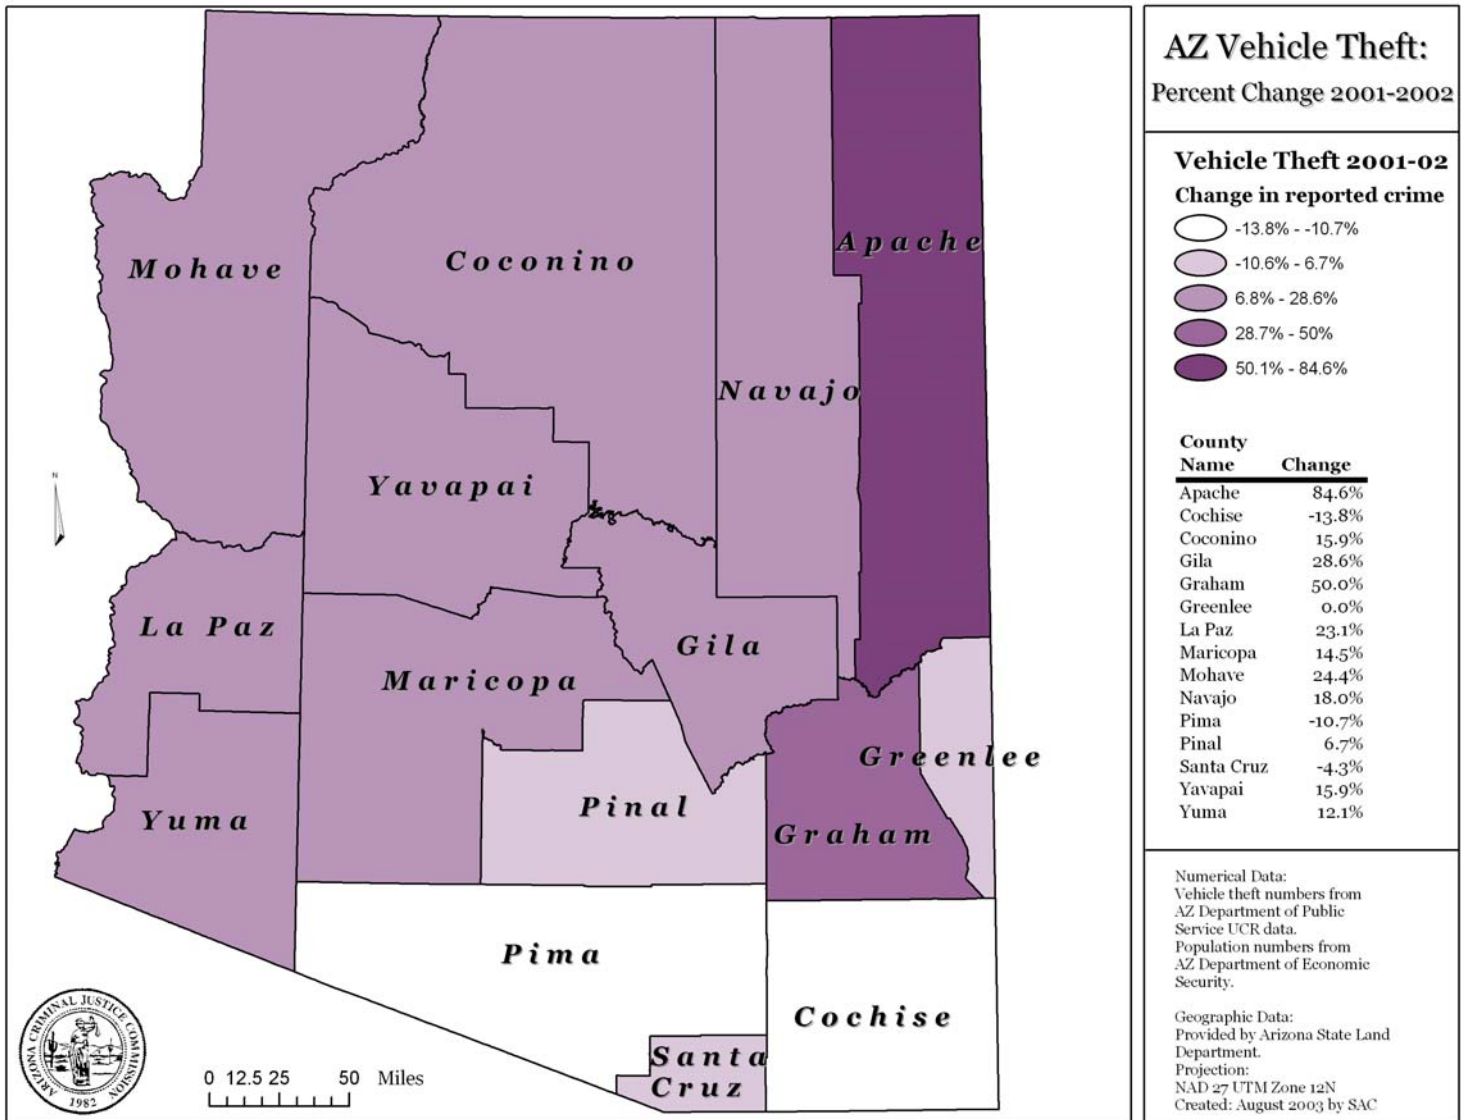 AZ Vehicle Theft:
Percent Change 2001-2002
Vehicle Theft 2001-02
Change in reported crime
-13.8% - -10.7%
-10.6% - 6.7%
6.8% - 28.6%
28.7% - 50%
50.1% - 84.6%
County
Name Change
Apache 84.6%
Cochise -13.8%
Coconino 15.9%
Gila 28.6%
Graham 50.0%
Greenlee 0.0%
La Paz 23.1%
Maricopa 14.5%
Mohave 24.4%
Navajo 18.0%
Pima -10.7%
Pinal 6.7%
Santa Cruz -4.3%
Yavapai 15.9%
Yuma 12.1%
Numerical Data:
Vehicle theft numbers from
AZ Department of Public
Service UCR data.
Population numbers from
AZ Department of Economic
Security.
Geographic Data:
Provided by Arizona State Land
Department.
Projection:
NAD 27 UTM Zone 12N
Created: August 2003 by SAC
Apache
Mohave
Coconino
Navajo
Yavapai
La Paz
Gila
Maricopa
Greenlee
Pinal
Yuma
Graham
Pima
Cochise
Santa
Cruz
N
ARIZONA CRIMINAL JUSTICE COMMISSION
1982
0 12.5 25 50 Miles